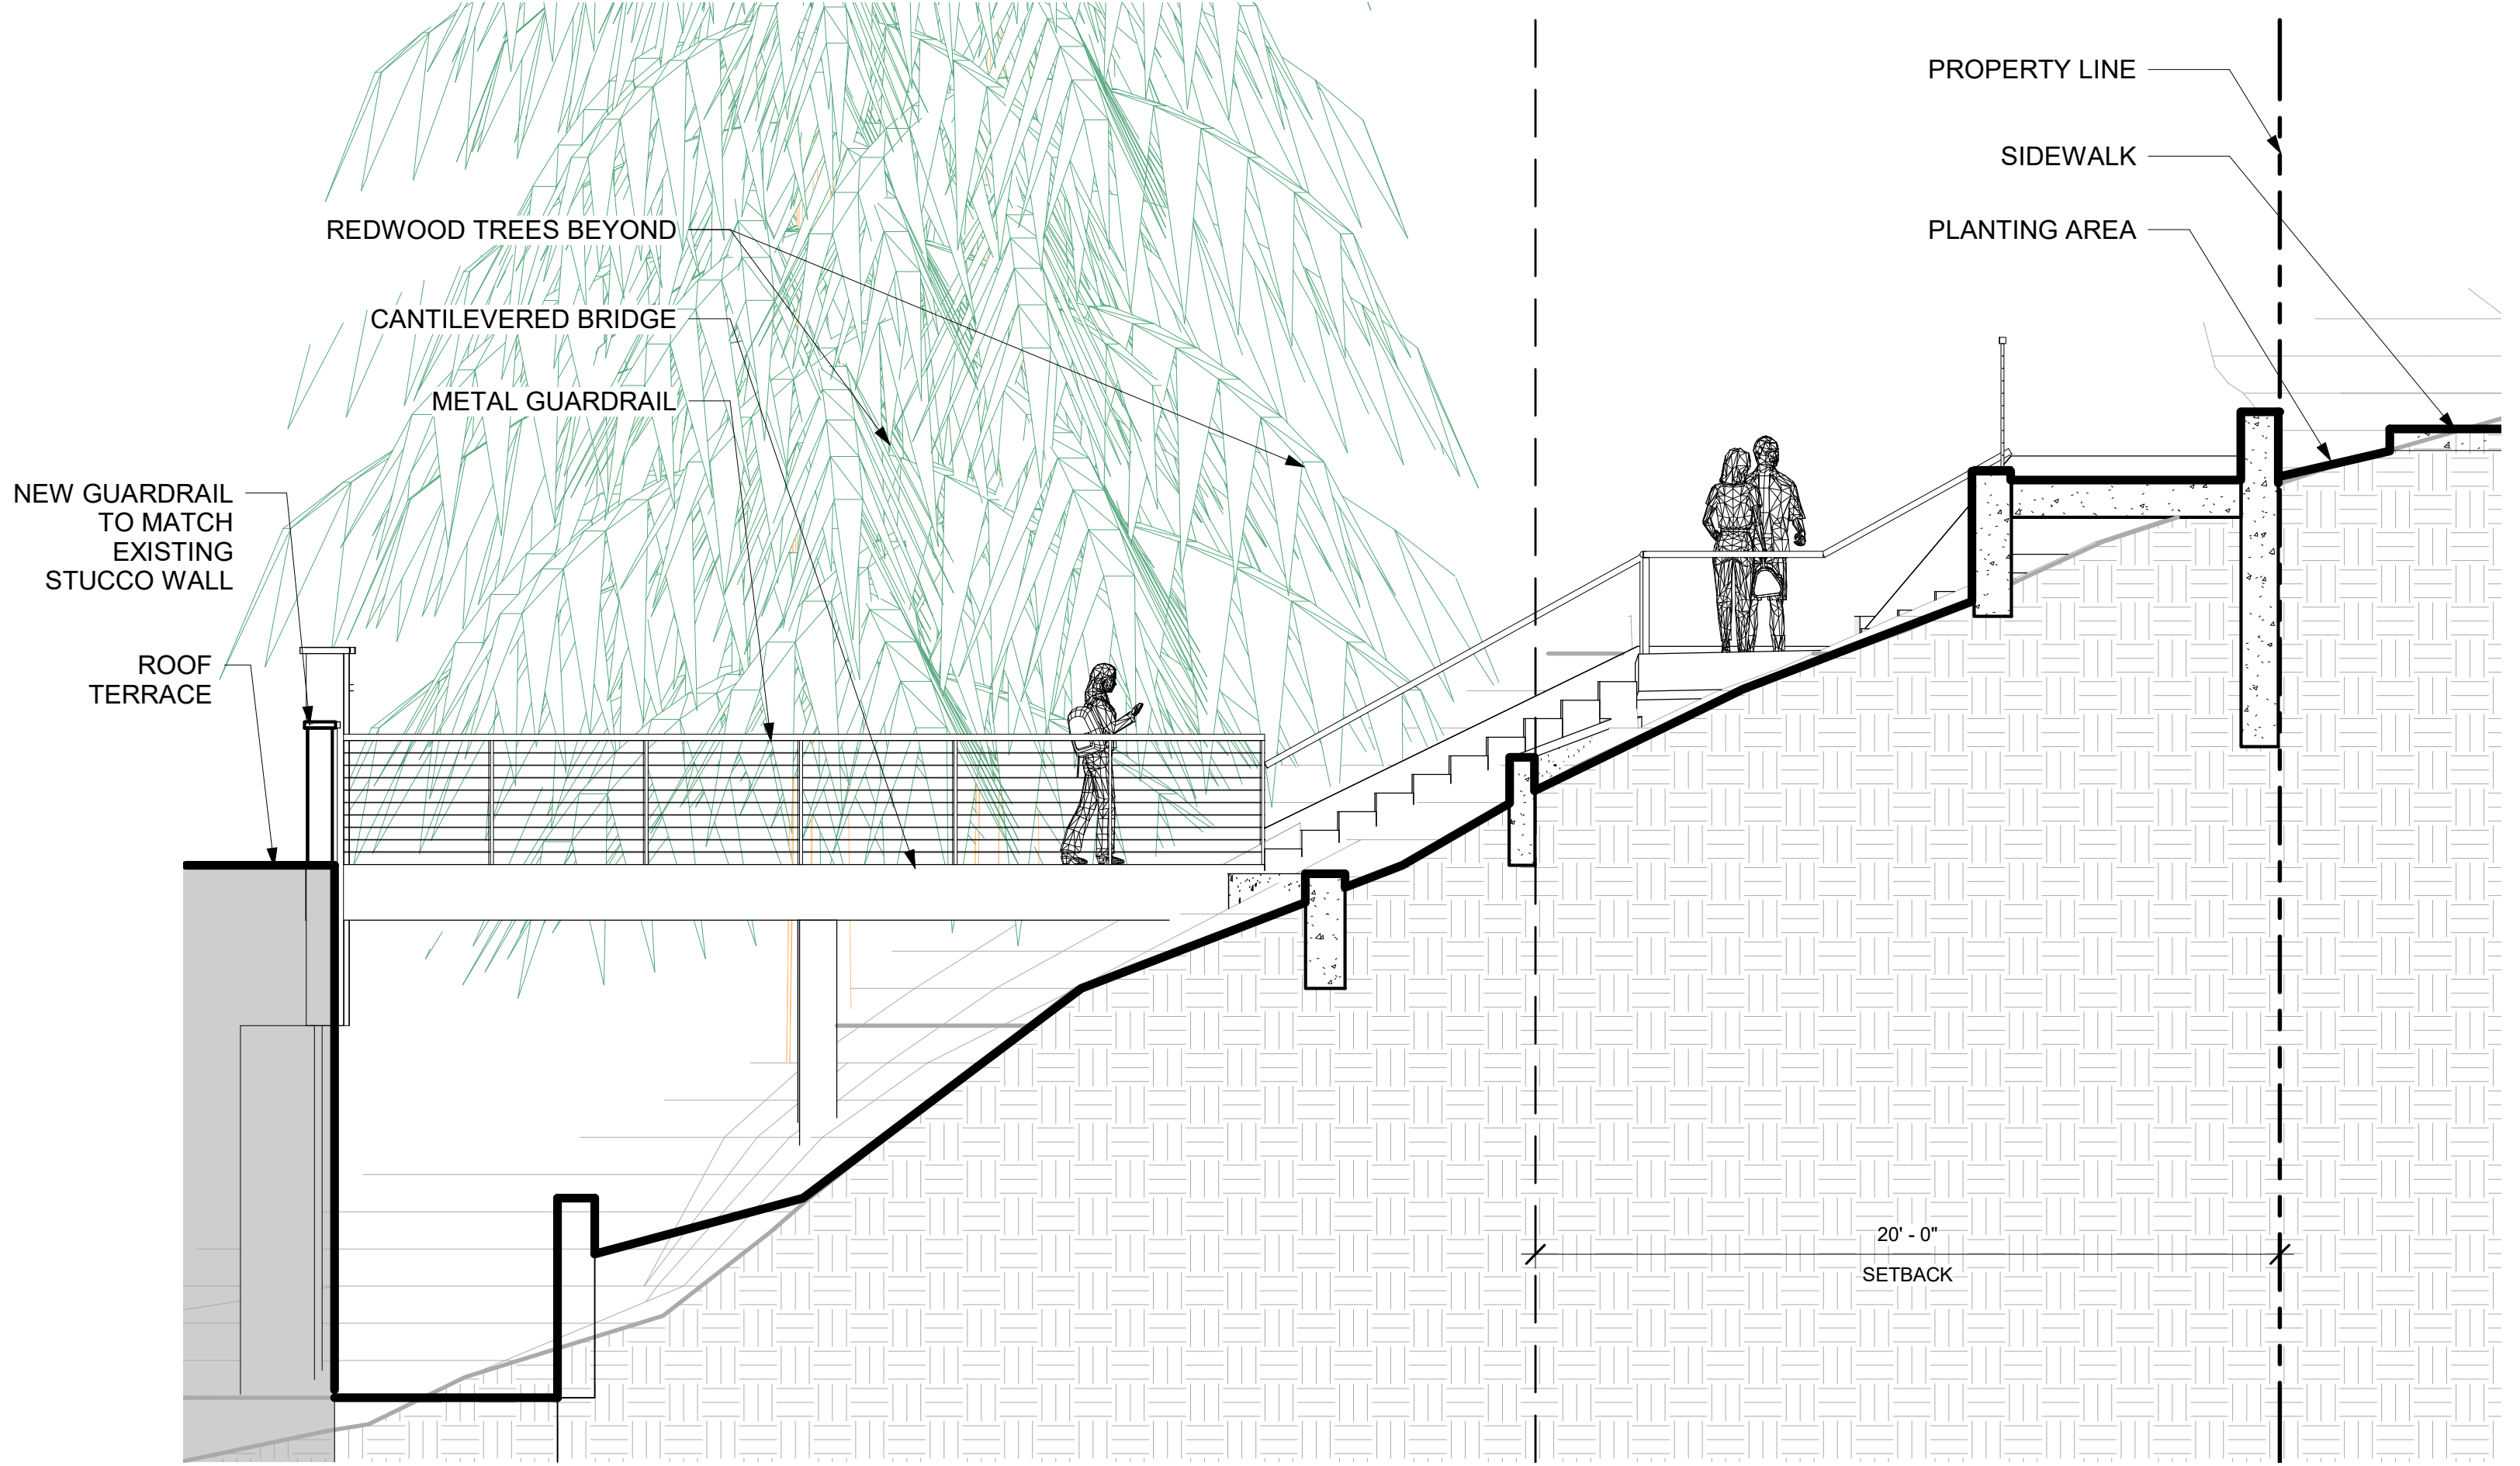 PROPERTY LINE
SIDEWALK
PLANTING AREA
REDWOOD TREES BEYOND
CANTILEVERED BRIDGE
METAL GUARDRAIL
NEW GUARDRAIL
TO MATCH
EXISTING
STUCCO WALL
ROOF
TERRACE
20' - 0"
SETBACK